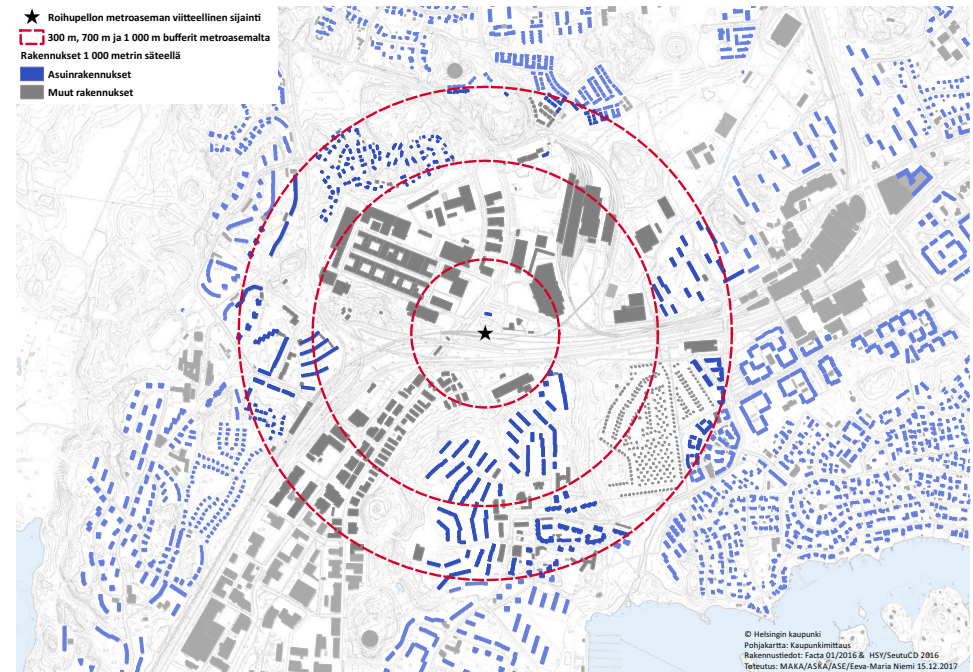 Roihupellon metroaseman viitteellinen sijainti
300 m, 700 m ja 1 000 m bufferit metroasemalta
Rakennukset 1 000 metrin säteellä
Asuinrakennukset
Muut rakennukset
© Helsingin kaupunki
Pohjakartta: Kaupunkimittaus
Rakennustiedot: Facta 01/2016 & HSY/SeutuCD 2016
Toteutus: MAKA/ASKA/ASE/Eeva-Maria Niemi 15.12.2017